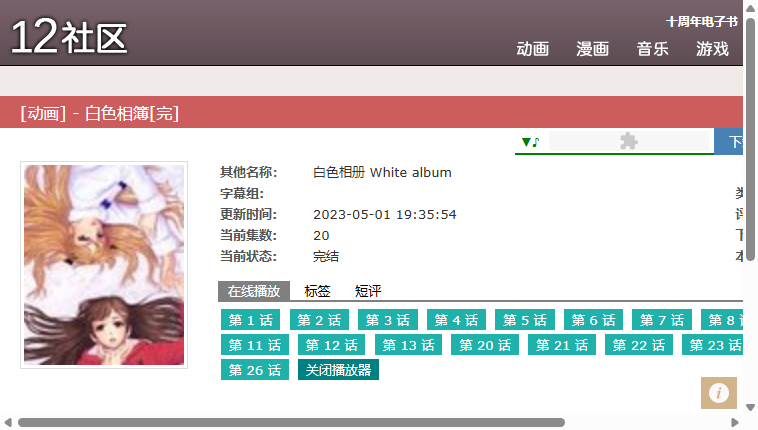 12社区
十周年电子书
动画 漫画 音乐 游戏
[动画] - 白色相簿[完]
▼♪
其他名称: 白色相册 White album
字幕组:
更新时间: 2023-05-01 19:35:54
当前集数: 20
当前状态: 完结
在线播放 标签 短评
第 1 话 第 2 话 第 3 话 第 4 话 第 5 话 第 6 话 第 7 话 第 8
第 11 话 第 12 话 第 13 话 第 20 话 第 21 话 第 22 话 第 23 话
第 26 话 关闭播放器